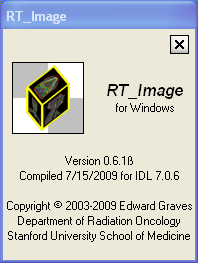 RT_Image
RT_Image
for Windows
Version 0.6.1ß
Compiled 7/15/2009 for IDL 7.0.6
Copyright © 2003-2009 Edward Graves
Department of Radiation Oncology
Stanford University School of Medicine